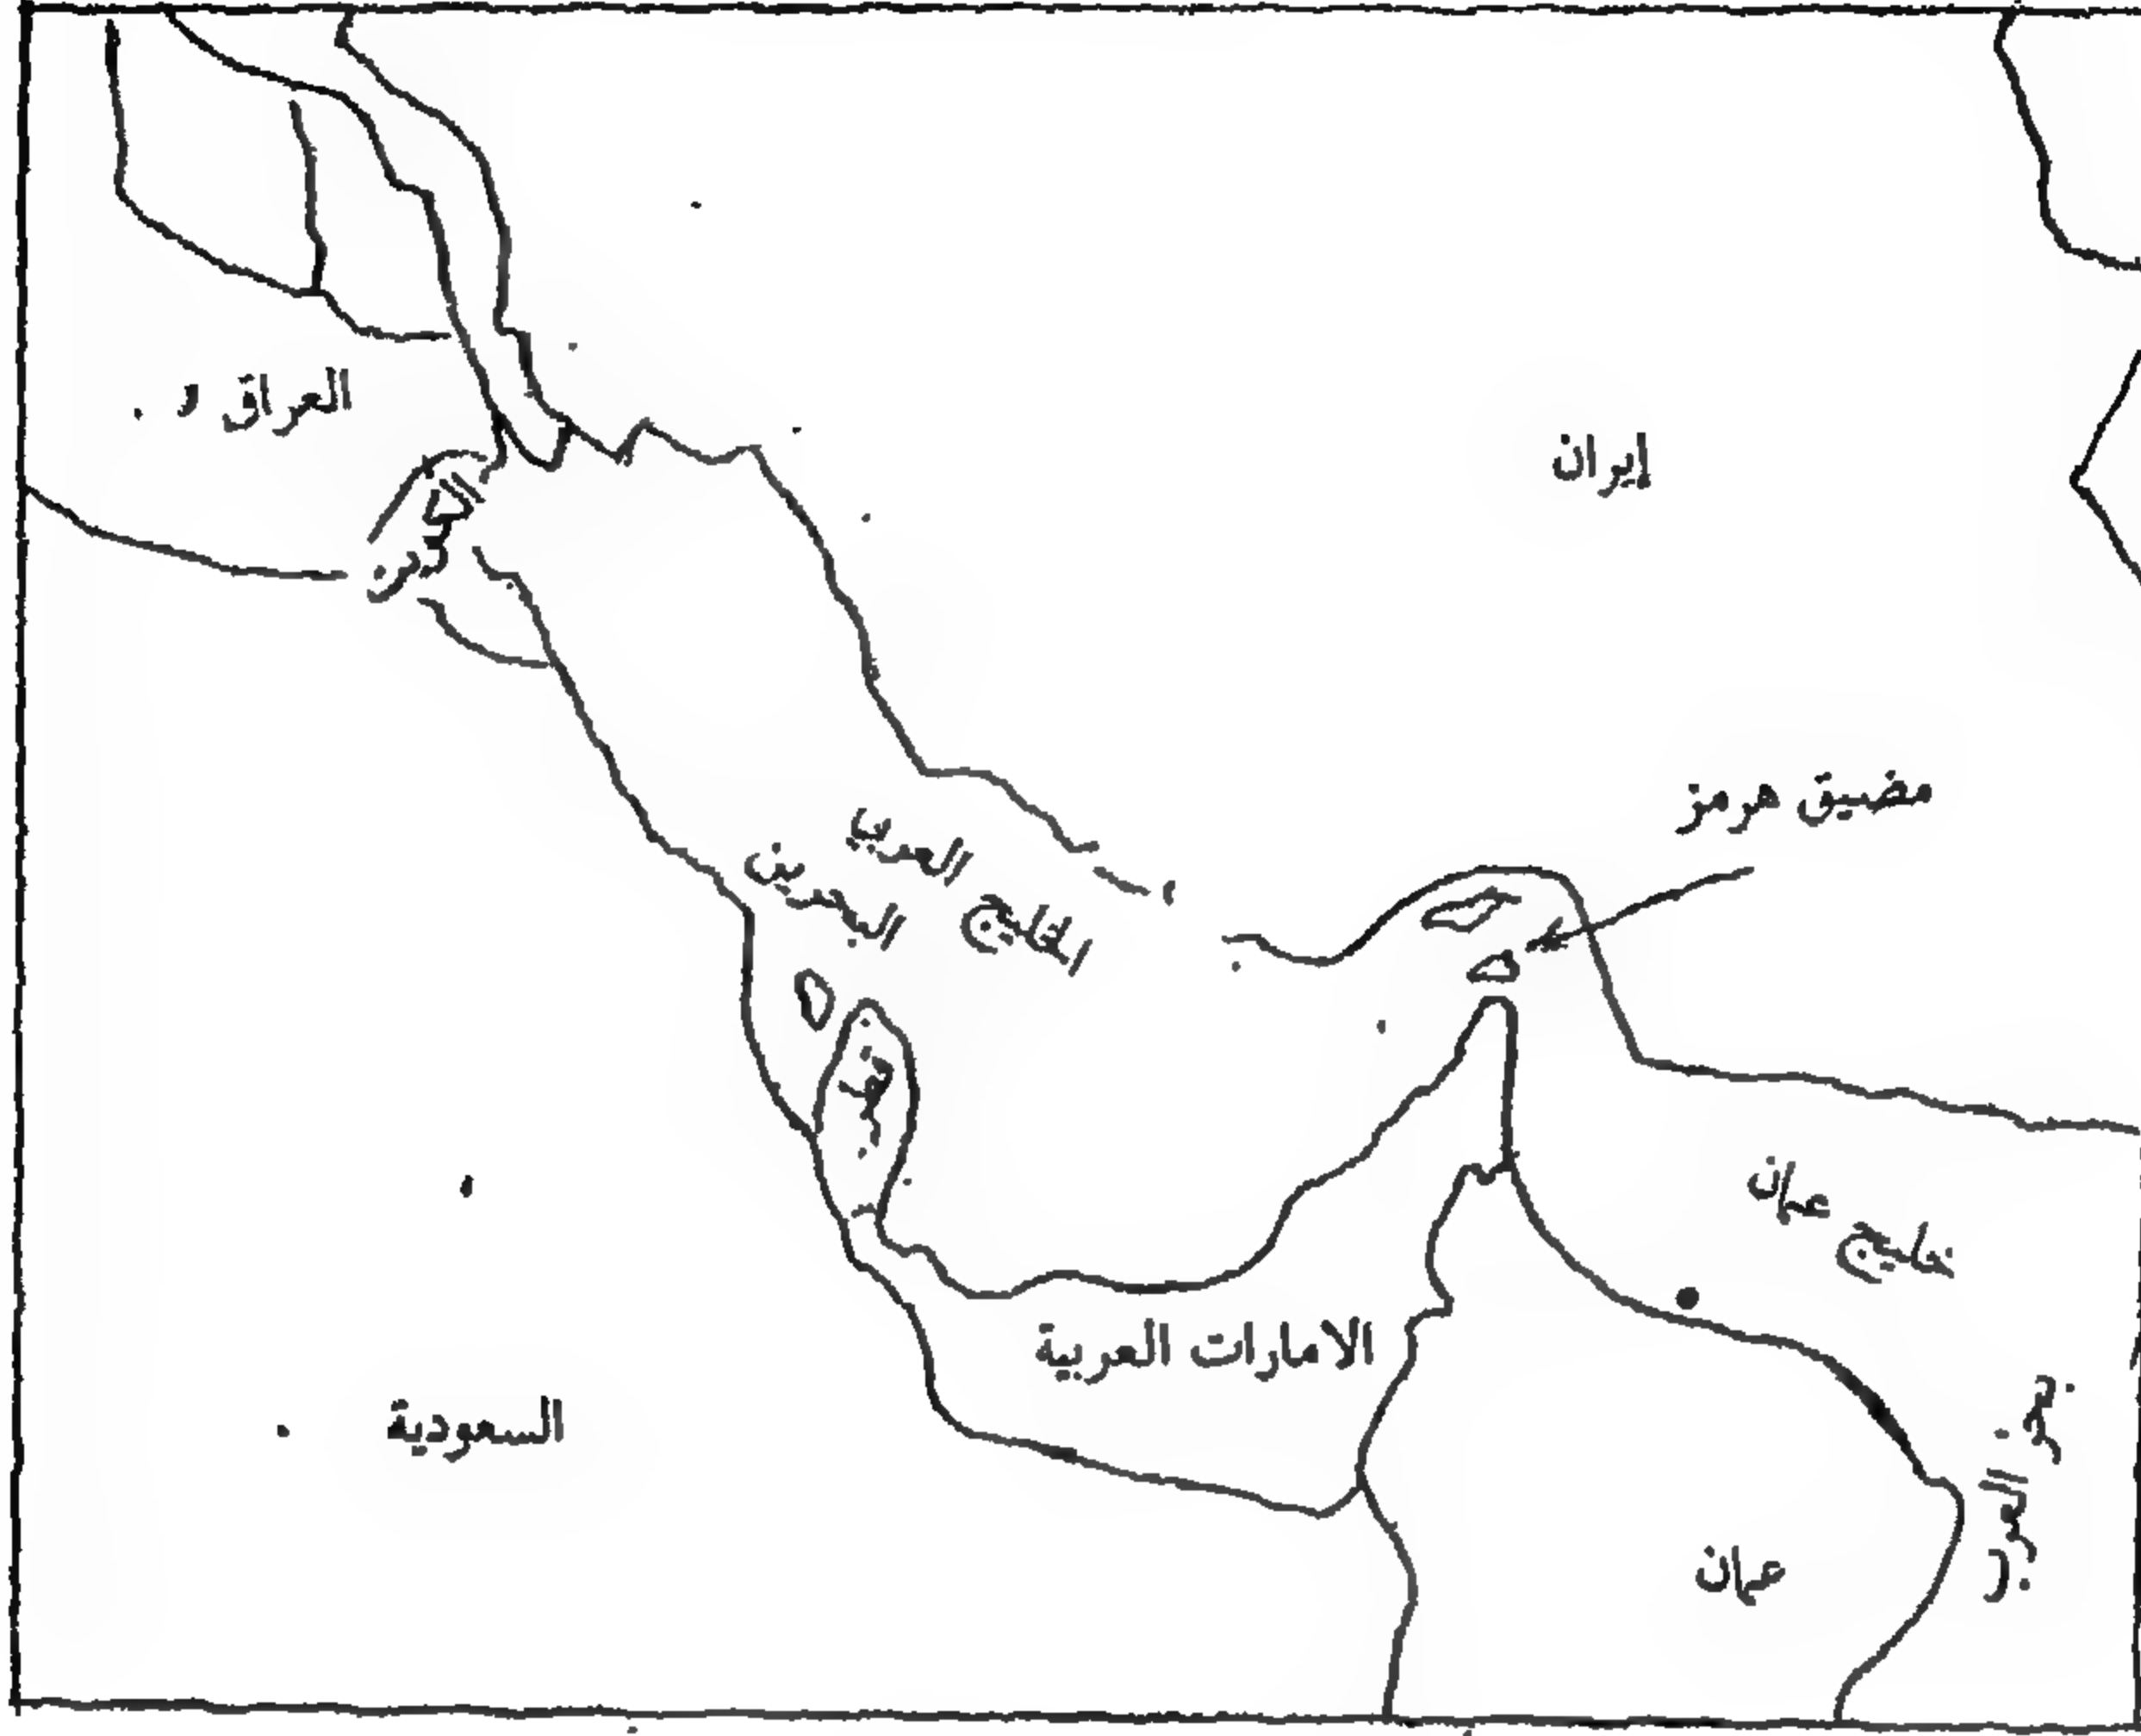 العراق
إيران
الكويت
مضيق هرمز
الخليج العربي
البحرين
قطر
خليج عمان
الامارات العربية
السعودية
عمان
بحر العرب